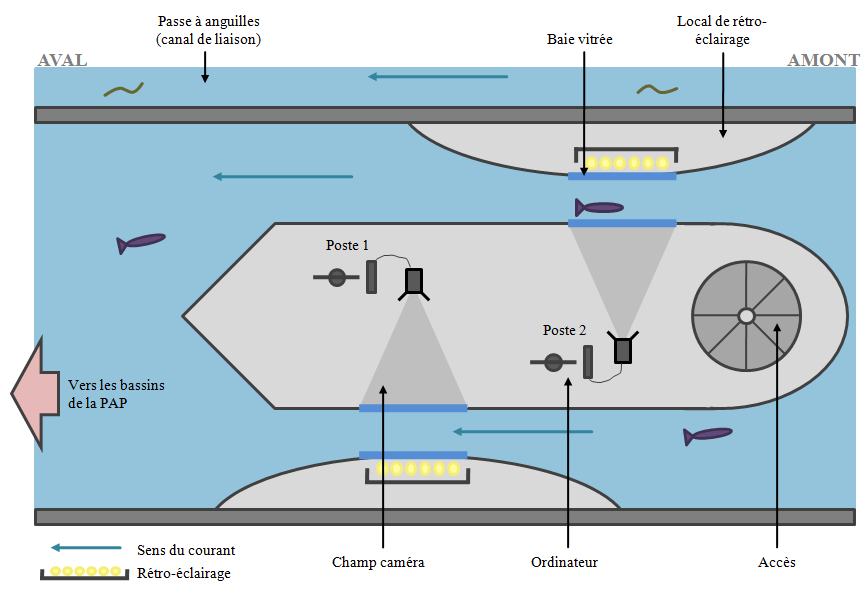 Passe à anguilles
(canal de liaison)
Baie vitrée
Local de rétro-
éclairage
AVAL
AMONT
Poste 1
Poste 2
Vers les bassins
de la PAP
Sens du courant
Rétro-éclairage
Champ caméra
Ordinateur
Accès